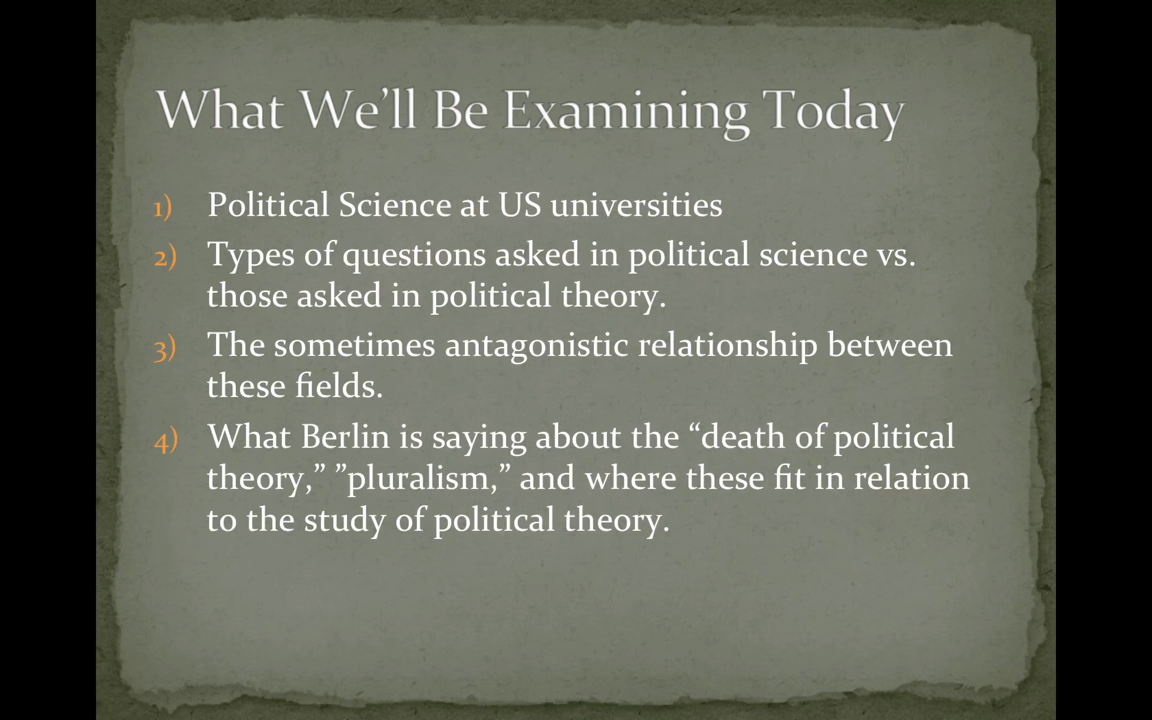 What We’ll Be Examining Today
1) Political Science at US universities
2) Types of questions asked in political science vs.
those asked in political theory.
3) The sometimes antagonistic relationship between
these fields.
4) What Berlin is saying about the “death of political
theory,” ”pluralism,” and where these fit in relation
to the study of political theory.